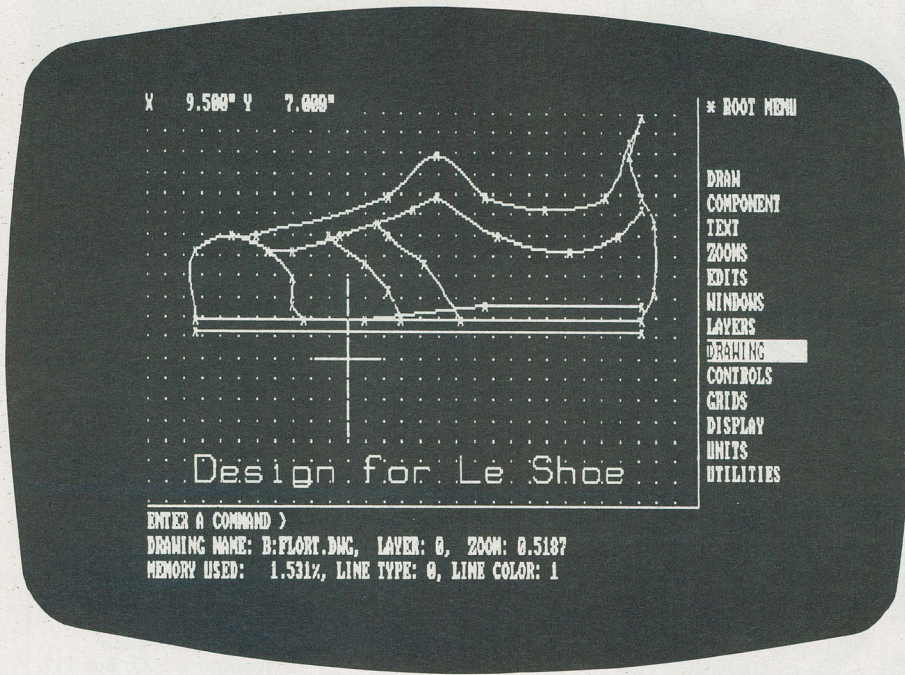 X 9.500" Y 7.000"
* ROOT MENU
DRAW
COMPONENT
TEXT
ZOOMS
EDITS
WINDOWS
LAYERS
DRAWING
CONTROLS
GRIDS
DISPLAY
UNITS
UTILITIES
Design for Le Shoe
ENTER A COMMAND >
DRAWING NAME: B:FLORT.DWG, LAYER: 0, ZOOM: 0.5187
MEMORY USED: 1.531%, LINE TYPE: 0, LINE COLOR: 1